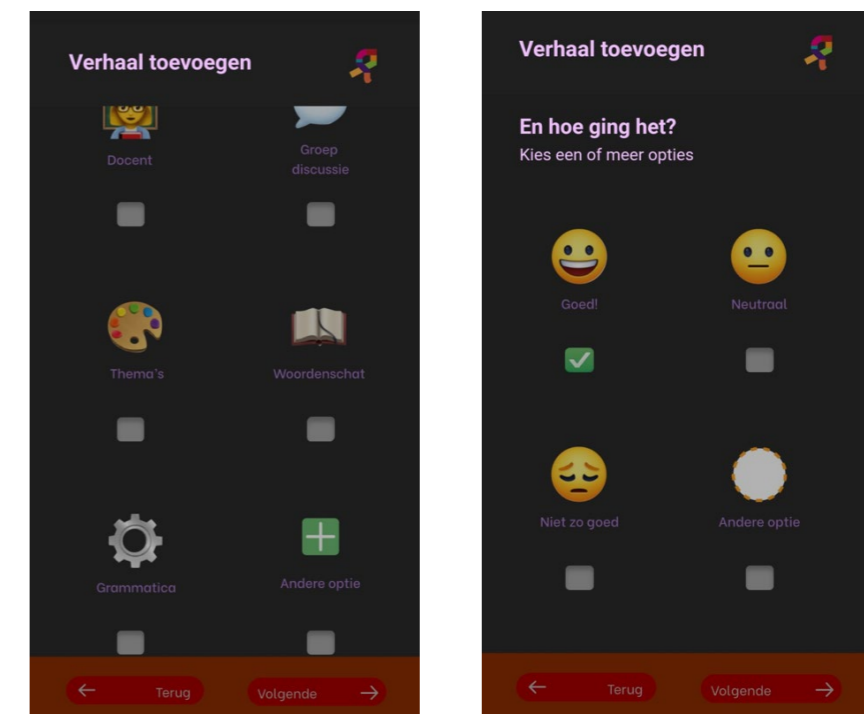 Verhaal toevoegen
Docent
Groep
discussie
Thema's
Woordenschat
Grammatica
Andere optie
Terug
Volgende
Verhaal toevoegen
En hoe ging het?
Kies een of meer opties
Goed!
Neutraal
Niet zo goed
Andere optie
Terug
Volgende